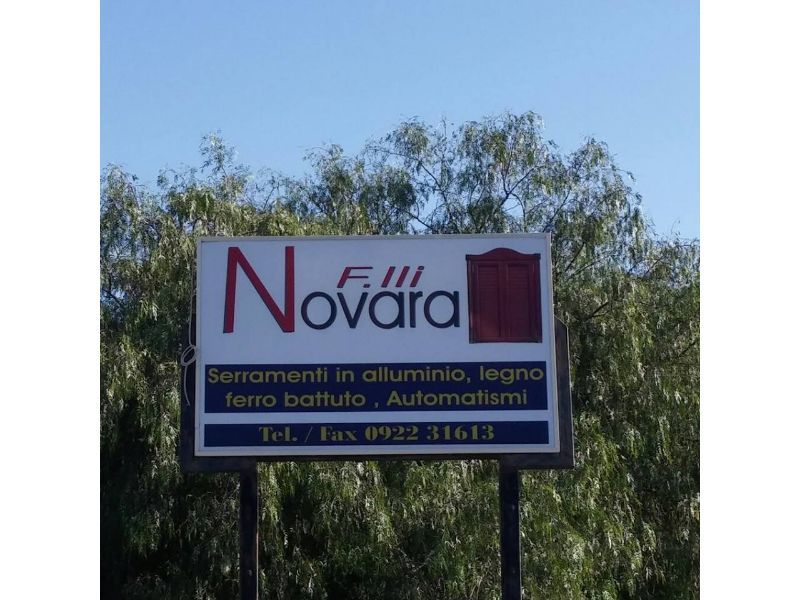 F.lli
Novara
Serramenti in alluminio, legno
ferro battuto , Automatismi
Tel. / Fax 0922 31613